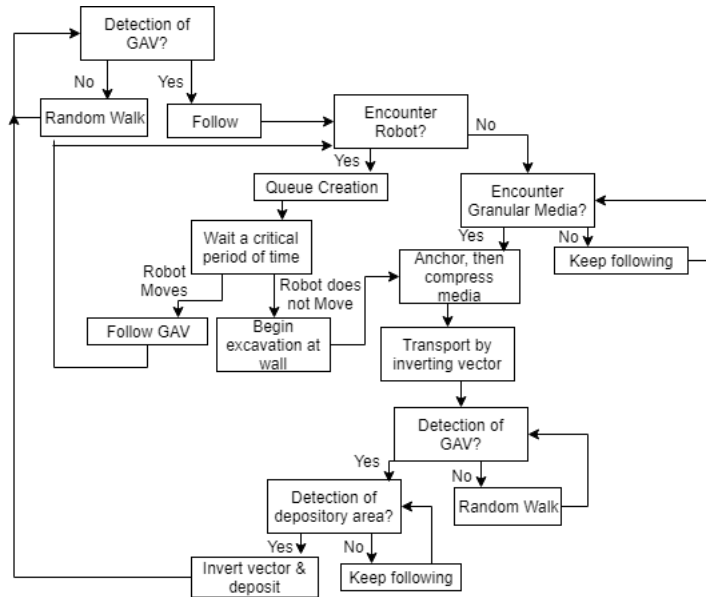 Detection of
GAV?
No
Yes
Random Walk
Follow
Encounter
Robot?
No
Yes
Queue Creation
Encounter
Granular Media?
Wait a critical
period of time
Yes
No
Anchor, then
compress
media
Keep following
Robot
Moves
Robot does
not Move
Follow GAV
Begin
excavation at
wall
Transport by
inverting vector
Detection of
GAV?
Yes
No
Detection of
depository area?
Random Walk
Yes
No
Invert vector &
deposit
Keep following